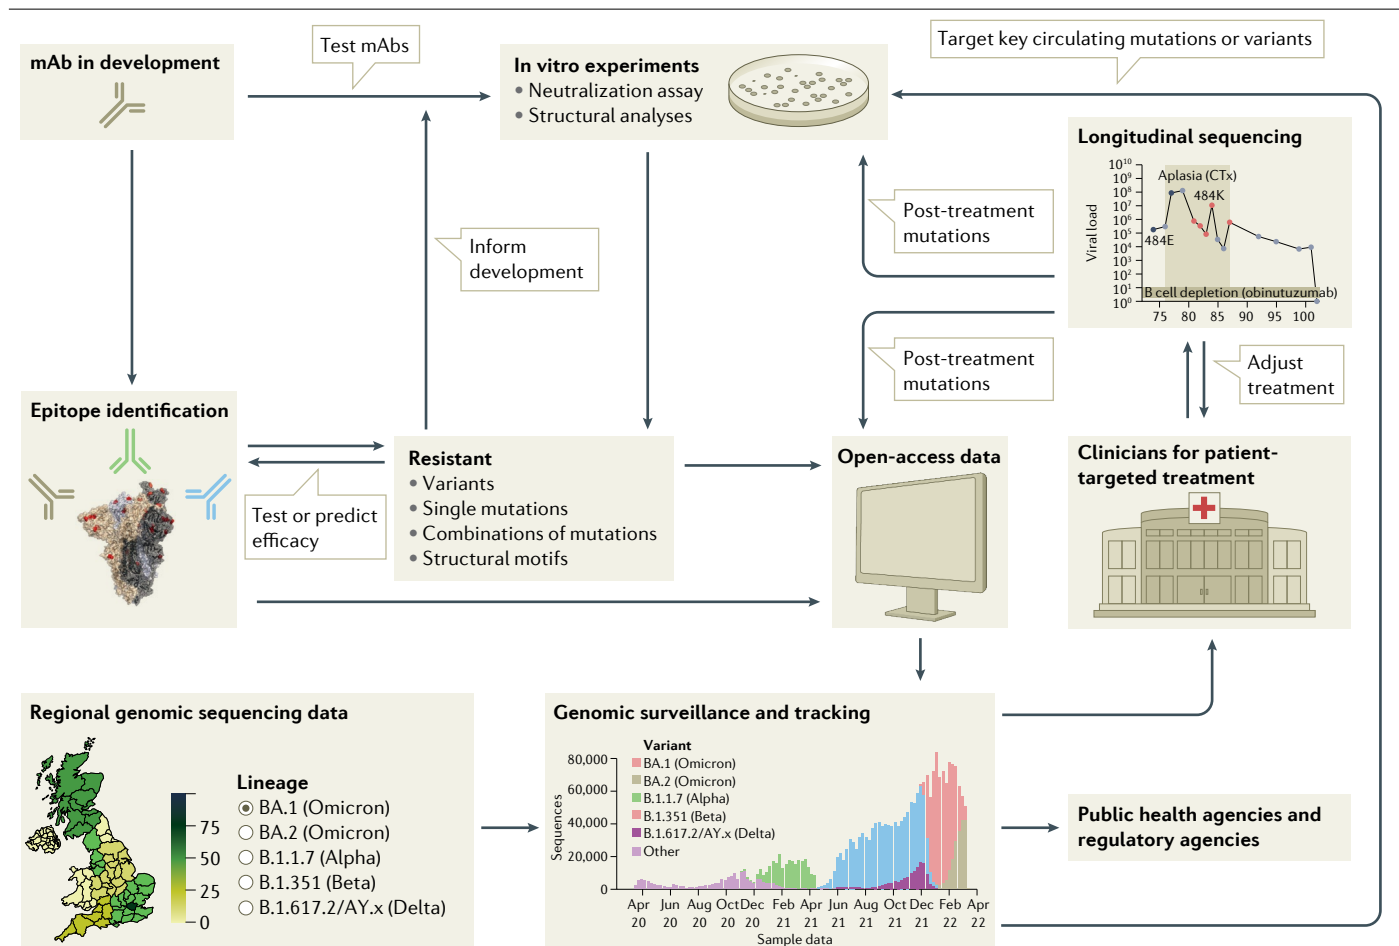 Test mAbs
Target key circulating mutations or variants
mAb in development
In vitro experiments
• Neutralization assay
• Structural analyses
Longitudinal sequencing
10¹⁰
10⁹
10⁸
10⁷
10⁶
10⁵
10⁴
10³
10²
10¹
10⁰
Viral load
Aplasia (CTx)
484K
484E
B cell depletion (obinutuzumab)
75 80 85 90 95 100
Post-treatment
mutations
Inform
development
Post-treatment
mutations
Adjust
treatment
Epitope identification
Test or predict
efficacy
Resistant
• Variants
• Single mutations
• Combinations of mutations
• Structural motifs
Open-access data
Clinicians for patient-
targeted treatment
Regional genomic sequencing data
75
50
25
0
Lineage
BA.1 (Omicron)
BA.2 (Omicron)
B.1.1.7 (Alpha)
B.1.351 (Beta)
B.1.617.2/AY.x (Delta)
Genomic surveillance and tracking
Variant
BA.1 (Omicron)
BA.2 (Omicron)
B.1.1.7 (Alpha)
B.1.351 (Beta)
B.1.617.2/AY.x (Delta)
Other
80,000
60,000
40,000
20,000
0
Sequences
Apr Jun Aug Oct Dec Feb Apr Jun Aug Oct Dec Feb Apr
20 20 20 20 20 21 21 21 21 21 21 22 22
Sample data
Public health agencies and
regulatory agencies